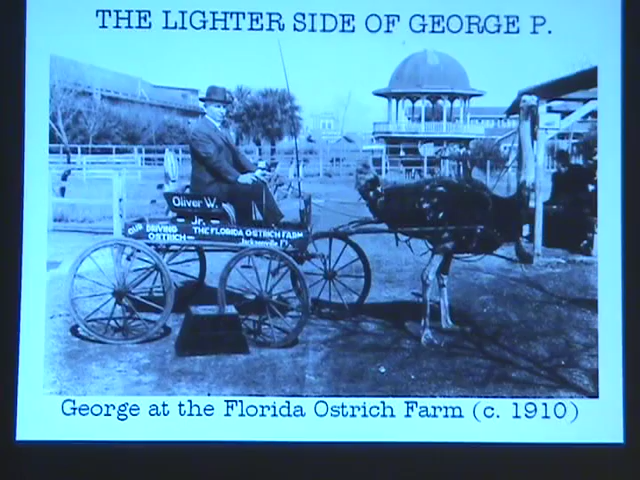 THE LIGHTER SIDE OF GEORGE P.
Oliver W.
- Jr. -
OUR DRIVING THE FLORIDA OSTRICH FARM
OSTRICH - Jacksonville, Fl
George at the Florida Ostrich Farm (c. 1910)